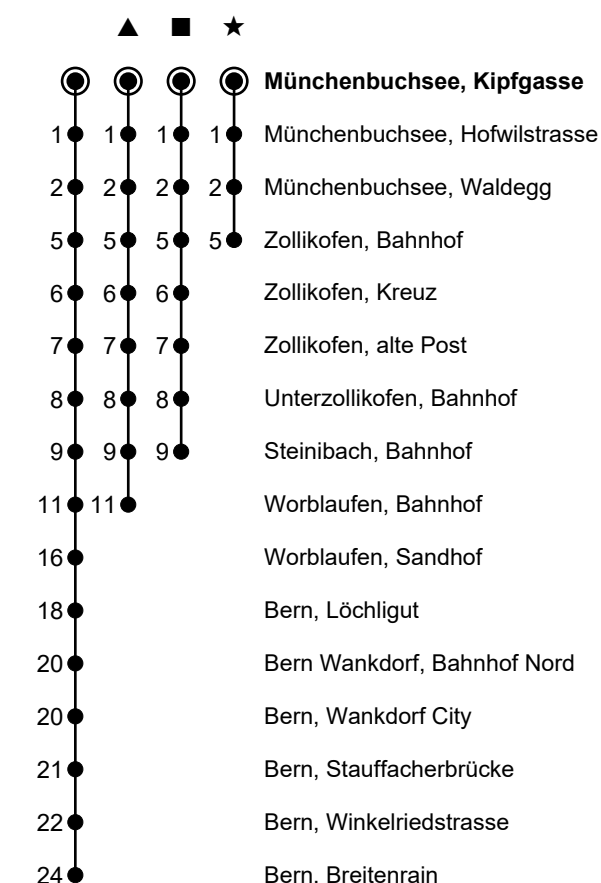 ▲ ■ ★
Münchenbuchsee, Kipfgasse
1 1 1 1 Münchenbuchsee, Hofwilstrasse
2 2 2 2 Münchenbuchsee, Waldegg
5 5 5 5 Zollikofen, Bahnhof
6 6 6 Zollikofen, Kreuz
7 7 7 Zollikofen, alte Post
8 8 8 Unterzollikofen, Bahnhof
9 9 9 Steinibach, Bahnhof
11 11 Worblaufen, Bahnhof
16 Worblaufen, Sandhof
18 Bern, Löchligut
20 Bern Wankdorf, Bahnhof Nord
20 Bern, Wankdorf City
21 Bern, Stauffacherbrücke
22 Bern, Winkelriedstrasse
24 Bern, Breitenrain